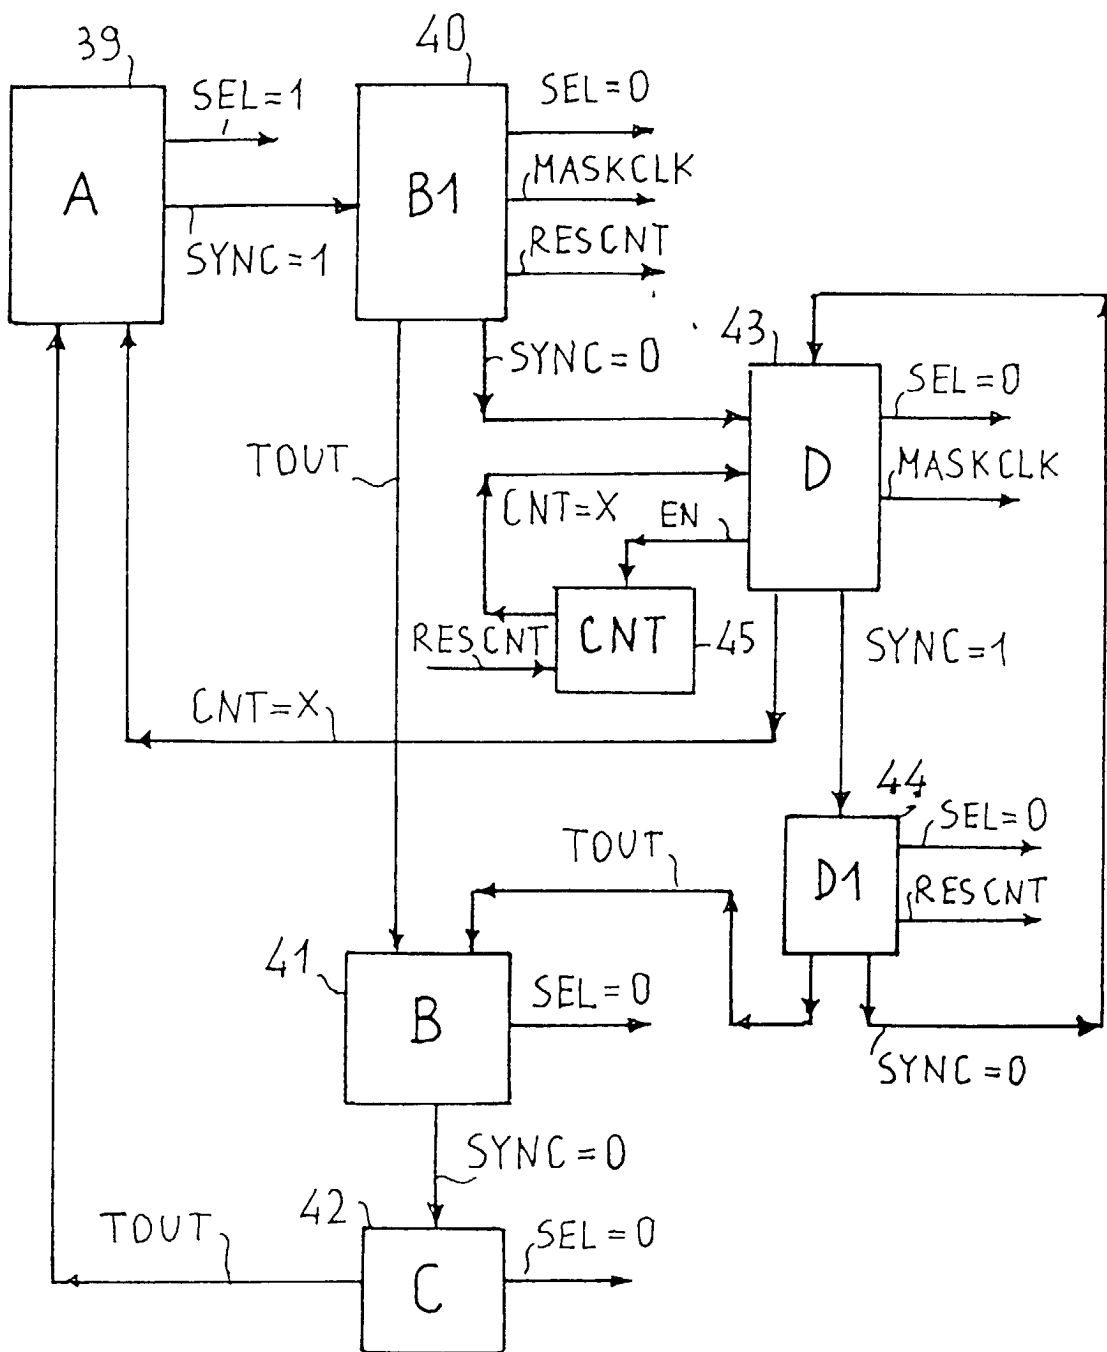 39
40
SEL=1
SEL=0
A
B1
MASKCLK
SYNC=1
RESCNT
SYNC=0
43
SEL=0
TOUT
D
MASKCLK
CNT=X
EN
CNT
RESCNT
45
SYNC=1
CNT=X
44
SEL=0
TOUT
D1
RESCNT
41
B
SEL=0
SYNC=0
SYNC=0
42
TOUT
SEL=0
C